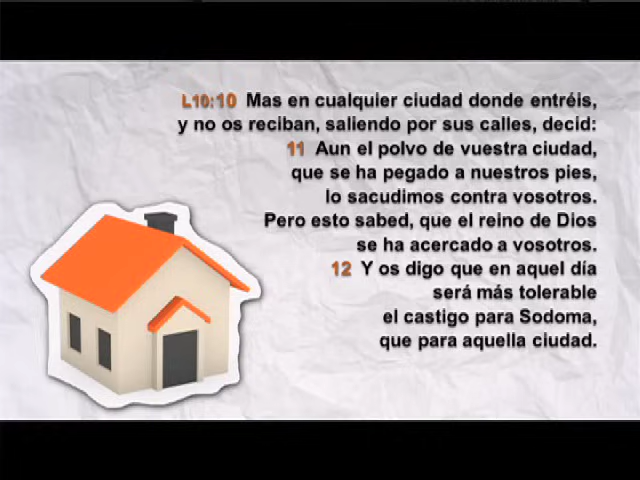 L10:10 Mas en cualquier ciudad donde entréis,
y no os reciban, saliendo por sus calles, decid:
11 Aun el polvo de vuestra ciudad,
que se ha pegado a nuestros pies,
lo sacudimos contra vosotros.
Pero esto sabed, que el reino de Dios
se ha acercado a vosotros.
12 Y os digo que en aquel día
será más tolerable
el castigo para Sodoma,
que para aquella ciudad.